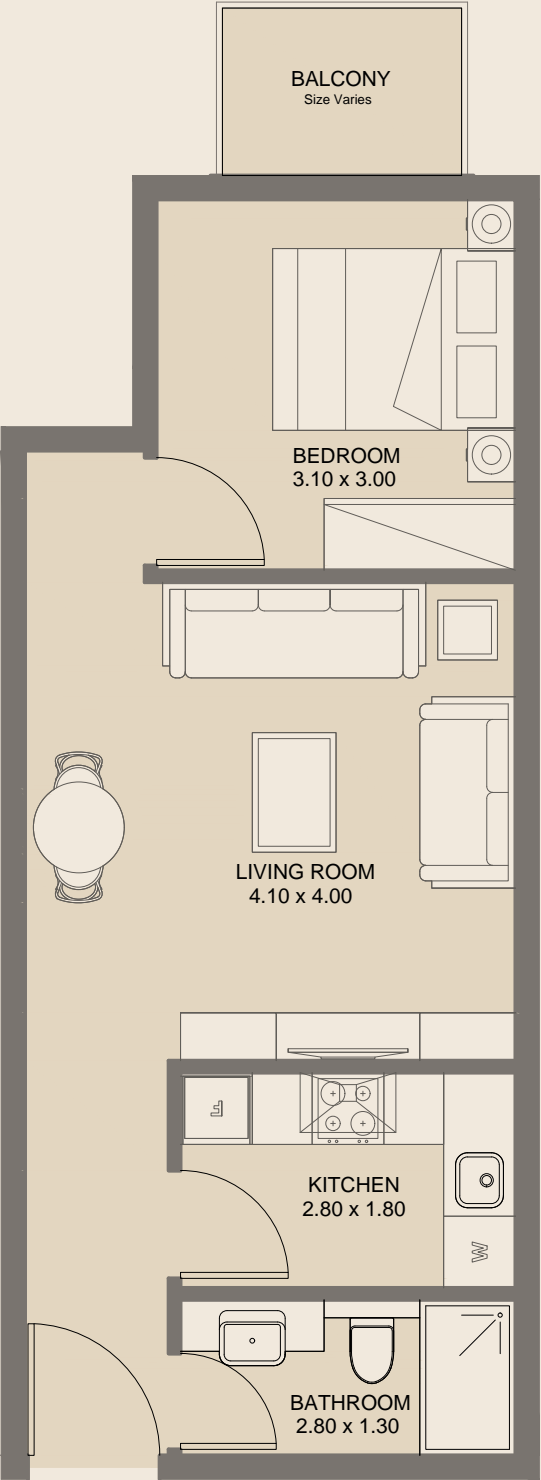 BALCONY
Size Varies
BEDROOM
3.10 x 3.00
LIVING ROOM
4.10 x 4.00
F
KITCHEN
2.80 x 1.80
W
BATHROOM
2.80 x 1.30